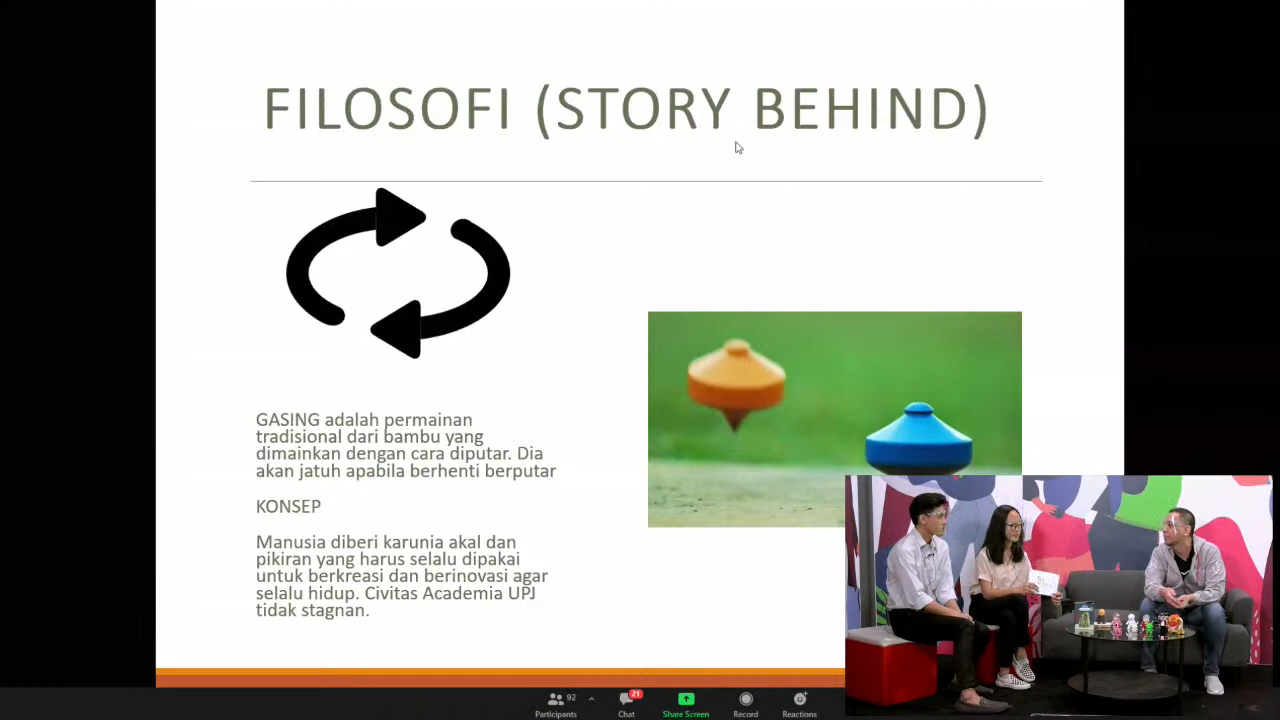 FILOSOFI (STORY BEHIND)
GASING adalah permainan
tradisional dari bambu yang
dimainkan dengan cara diputar. Dia
akan jatuh apabila berhenti berputar
KONSEP
Manusia diberi karunia akal dan
pikiran yang harus selalu dipakai
untuk berkreasi dan berinovasi agar
selalu hidup. Civitas Academia UPJ
tidak stagnan.
92
21
Participants
Chat
Share Screen
Record
Reactions